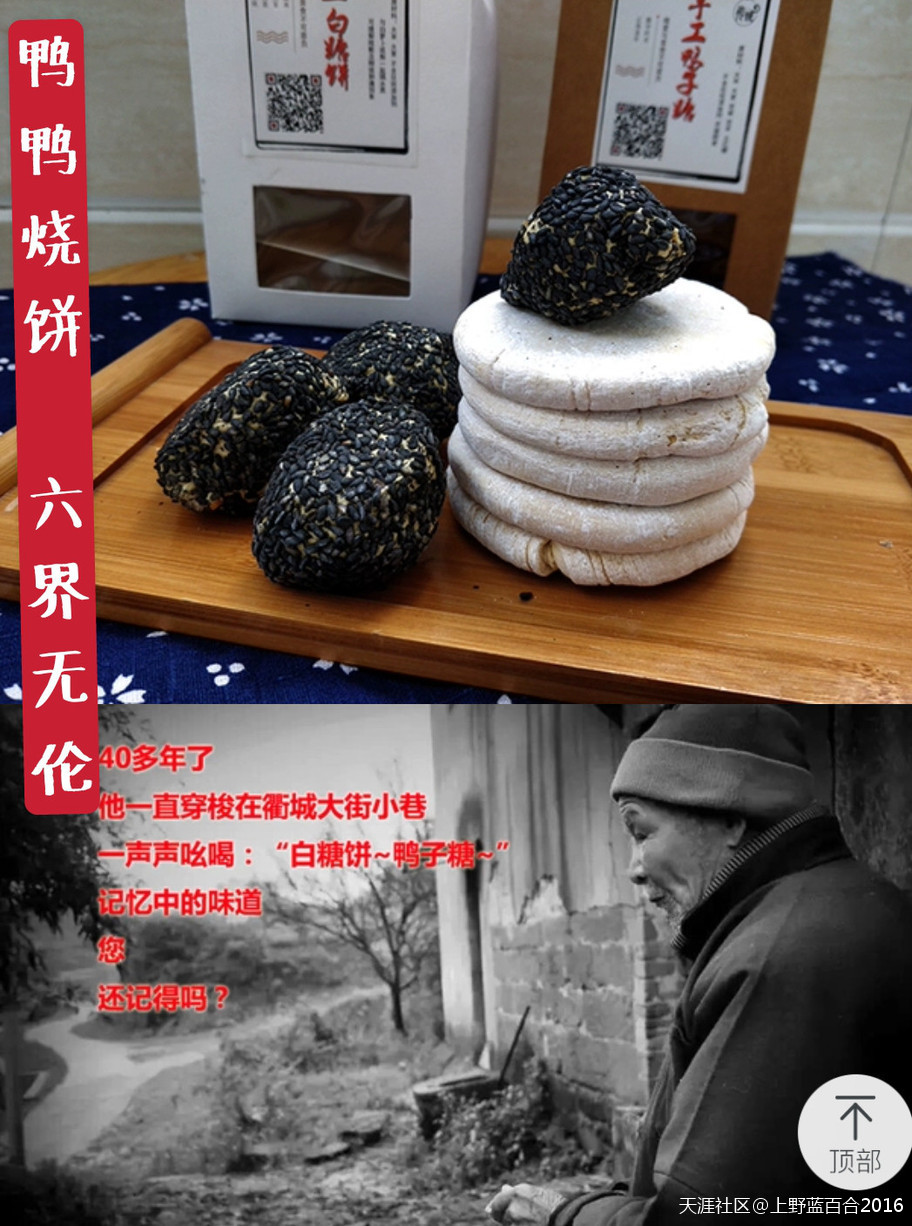 鸭鸭烧饼 六界无伦
白糖饼
手工鸭子糖
40多年了
他一直穿梭在衢城大街小巷
一声声吆喝：“白糖饼~鸭子糖~”
记忆中的味道
您
还记得吗？
顶部
天涯社区@上野蓝百合2016